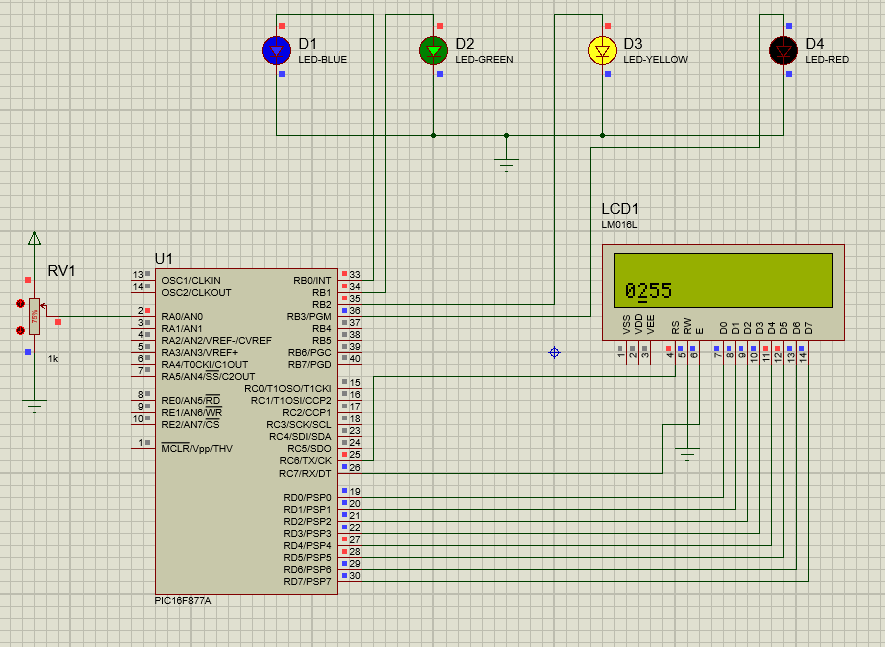 D1
LED-BLUE
D2
LED-GREEN
D3
LED-YELLOW
D4
LED-RED
LCD1
LM016L
0255
VSS
VDD
VEE
RS
RW
E
D0
D1
D2
D3
D4
D5
D6
D7
1
2
3
4
5
6
7
8
9
10
11
12
13
14
RV1
75%
1k
U1
13 OSC1/CLKIN
14 OSC2/CLKOUT
2 RA0/AN0
3 RA1/AN1
4 RA2/AN2/VREF-/CVREF
5 RA3/AN3/VREF+
6 RA4/T0CKI/C1OUT
7 RA5/AN4/SS/C2OUT
8 RE0/AN5/RD
9 RE1/AN6/WR
10 RE2/AN7/CS
1 MCLR/Vpp/THV
RB0/INT 33
RB1 34
RB2 35
RB3/PGM 36
RB4 37
RB5 38
RB6/PGC 39
RB7/PGD 40
RC0/T1OSO/T1CKI 15
RC1/T1OSI/CCP2 16
RC2/CCP1 17
RC3/SCK/SCL 18
RC4/SDI/SDA 23
RC5/SDO 24
RC6/TX/CK 25
RC7/RX/DT 26
RD0/PSP0 19
RD1/PSP1 20
RD2/PSP2 21
RD3/PSP3 22
RD4/PSP4 27
RD5/PSP5 28
RD6/PSP6 29
RD7/PSP7 30
PIC16F877A